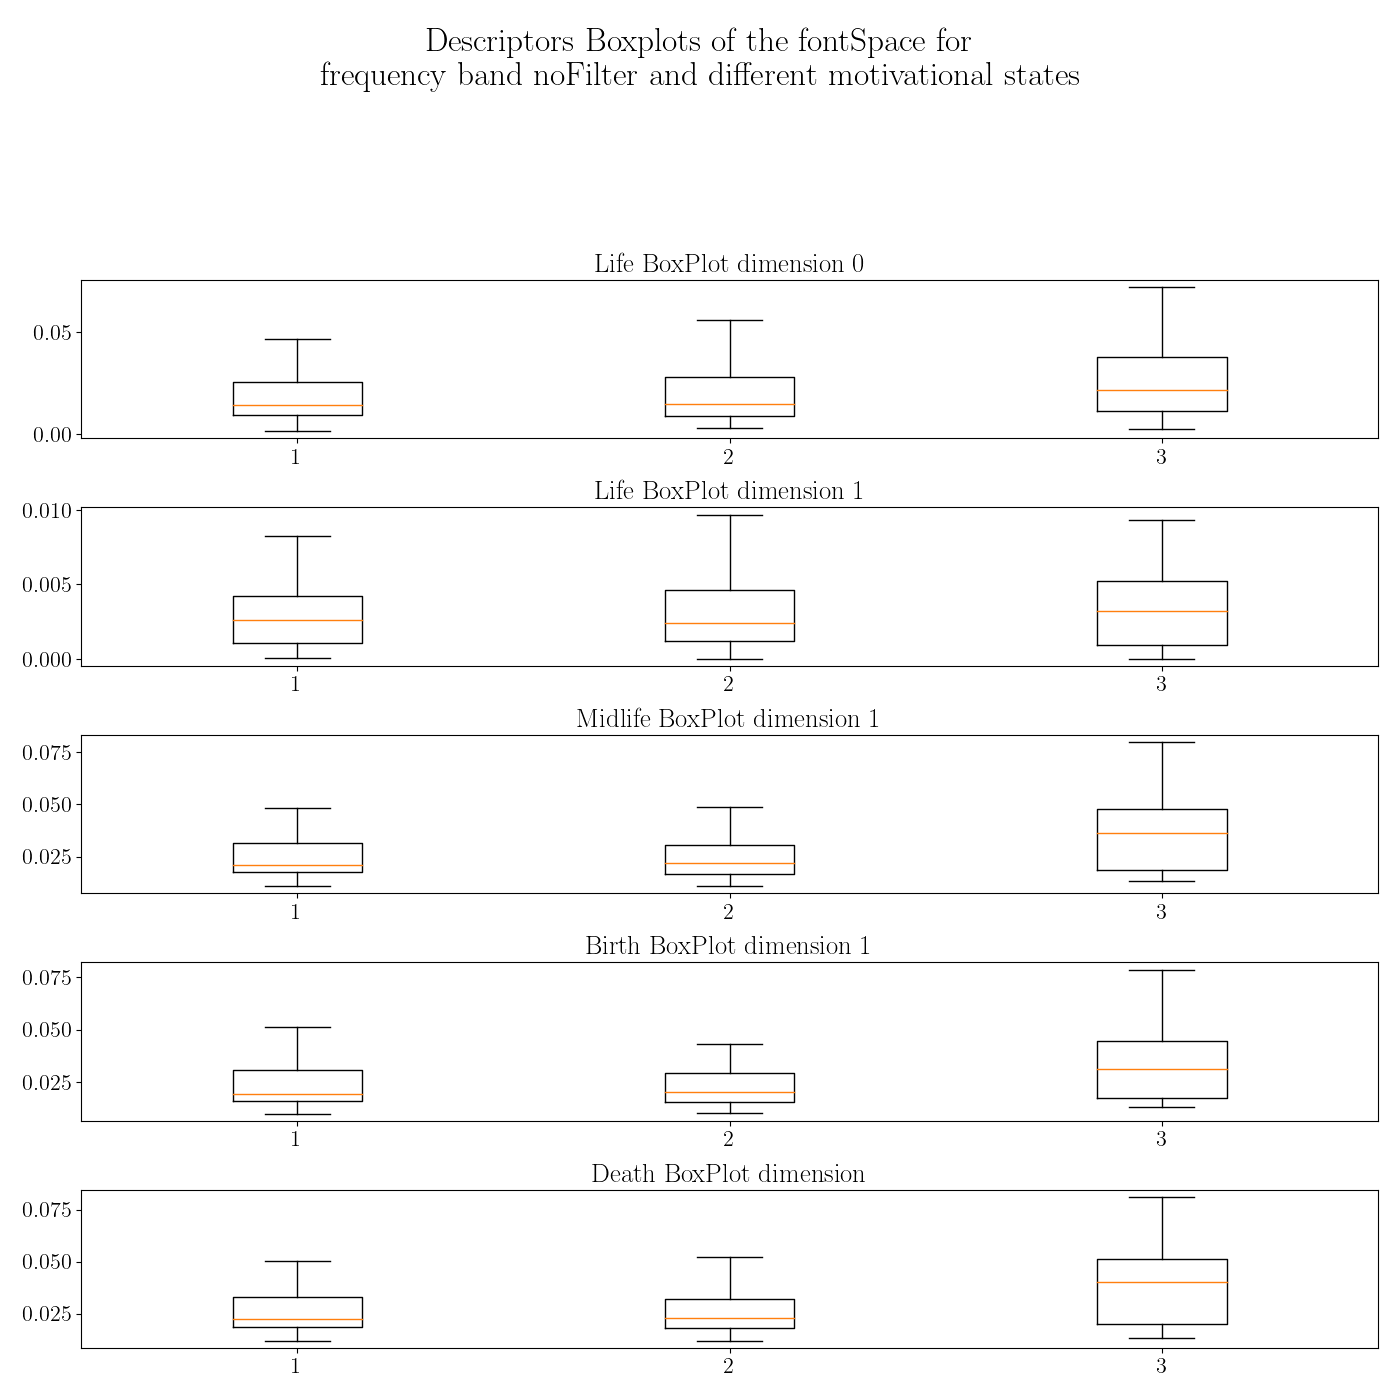 Descriptors Boxplots of the fontSpace for
frequency band noFilter and different motivational states
Life BoxPlot dimension 0
0.05
0.00
1 2 3
Life BoxPlot dimension 1
0.010
0.005
0.000
1 2 3
Midlife BoxPlot dimension 1
0.075
0.050
0.025
1 2 3
Birth BoxPlot dimension 1
0.075
0.050
0.025
1 2 3
Death BoxPlot dimension
0.075
0.050
0.025
1 2 3